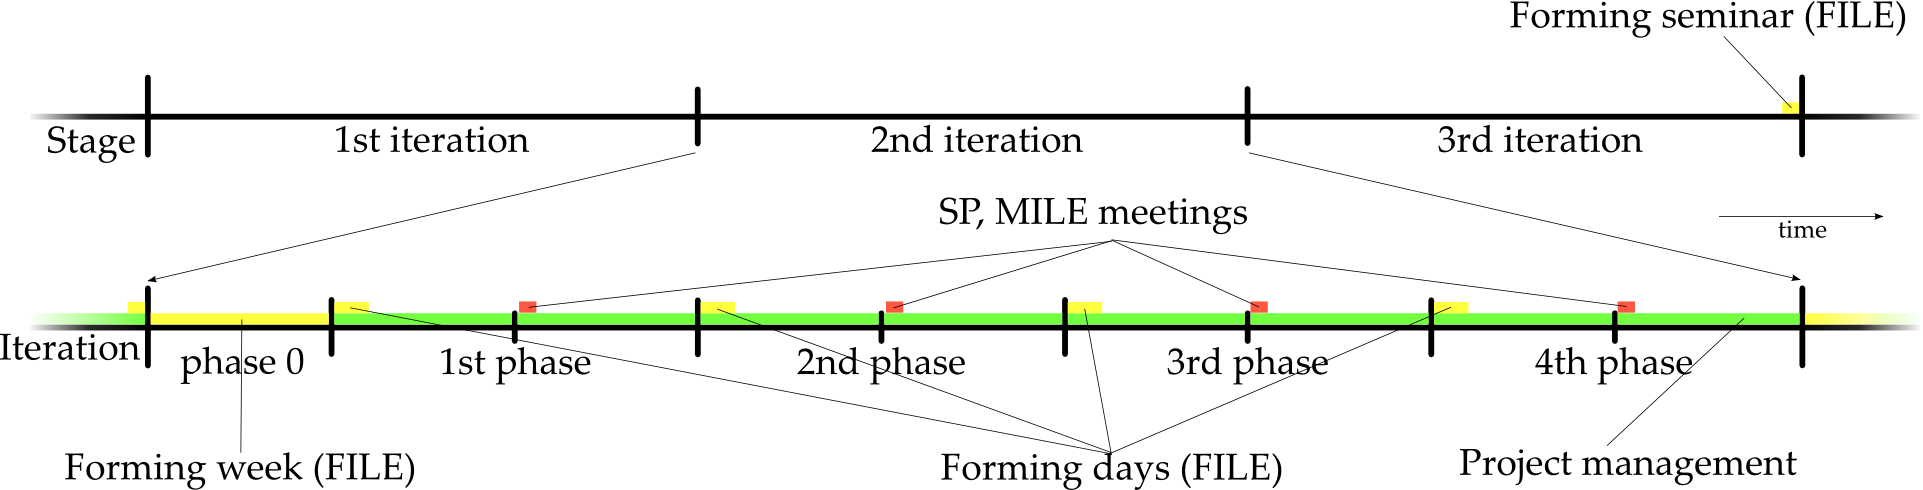 Forming seminar (FILE)
Stage
1st iteration
2nd iteration
3rd iteration
SP, MILE meetings
time
Iteration
phase 0
1st phase
2nd phase
3rd phase
4th phase
Forming week (FILE)
Forming days (FILE)
Project management